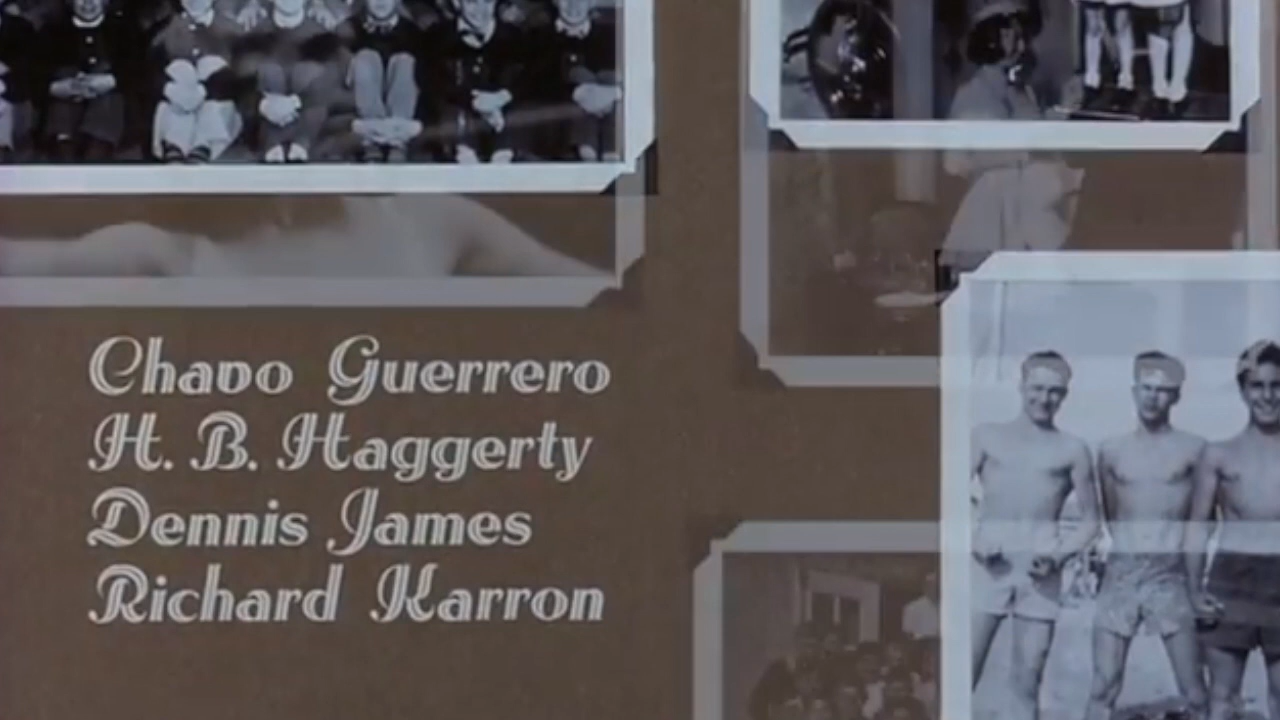 Chavo Guerrero
H. B. Haggerty
Dennis James
Richard Karron